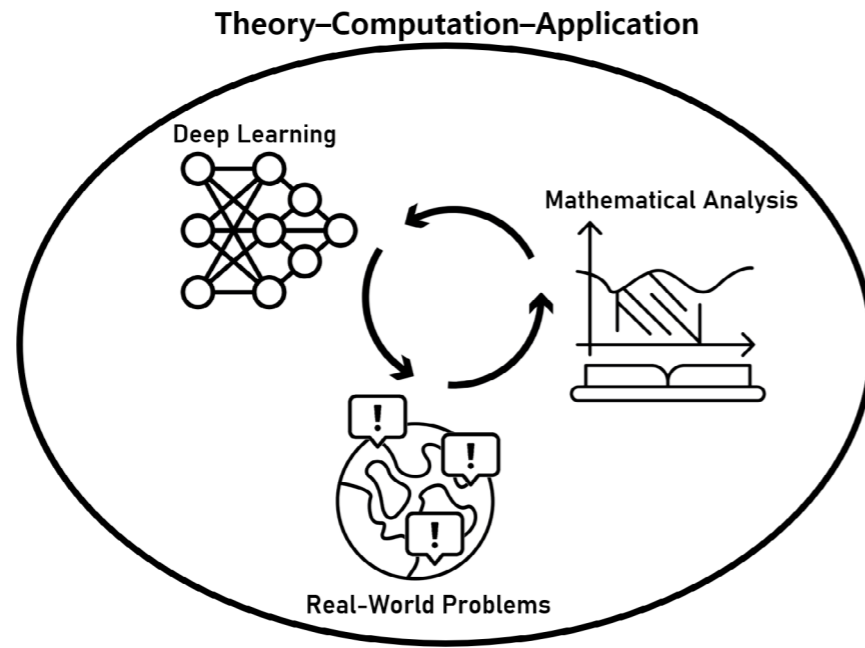 Theory–Computation–Application
Deep Learning
Mathematical Analysis
!
!
!
Real-World Problems